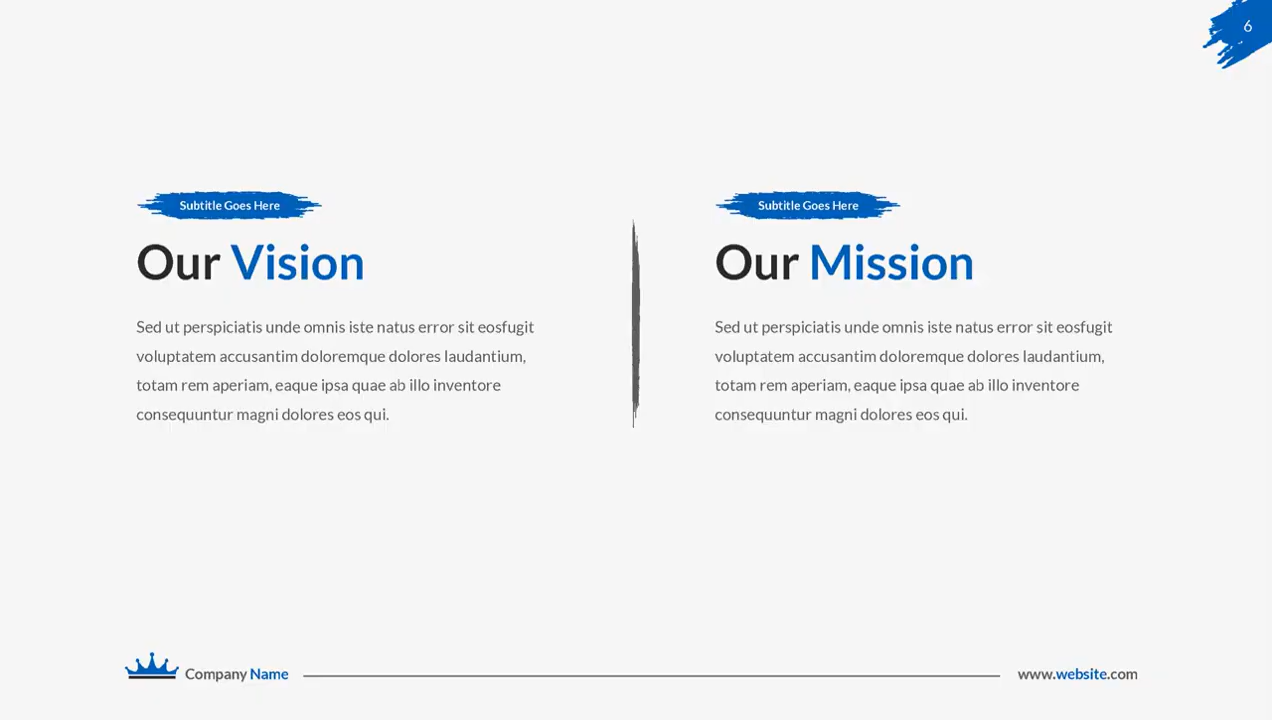 6
Subtitle Goes Here
Our Vision
Sed ut perspiciatis unde omnis iste natus error sit eosfugit
voluptatem accusantim doloremque dolores laudantium,
totam rem aperiam, eaque ipsa quae ab illo inventore
consequuntur magni dolores eos qui.
Subtitle Goes Here
Our Mission
Sed ut perspiciatis unde omnis iste natus error sit eosfugit
voluptatem accusantim doloremque dolores laudantium,
totam rem aperiam, eaque ipsa quae ab illo inventore
consequuntur magni dolores eos qui.
Company Name
www.website.com